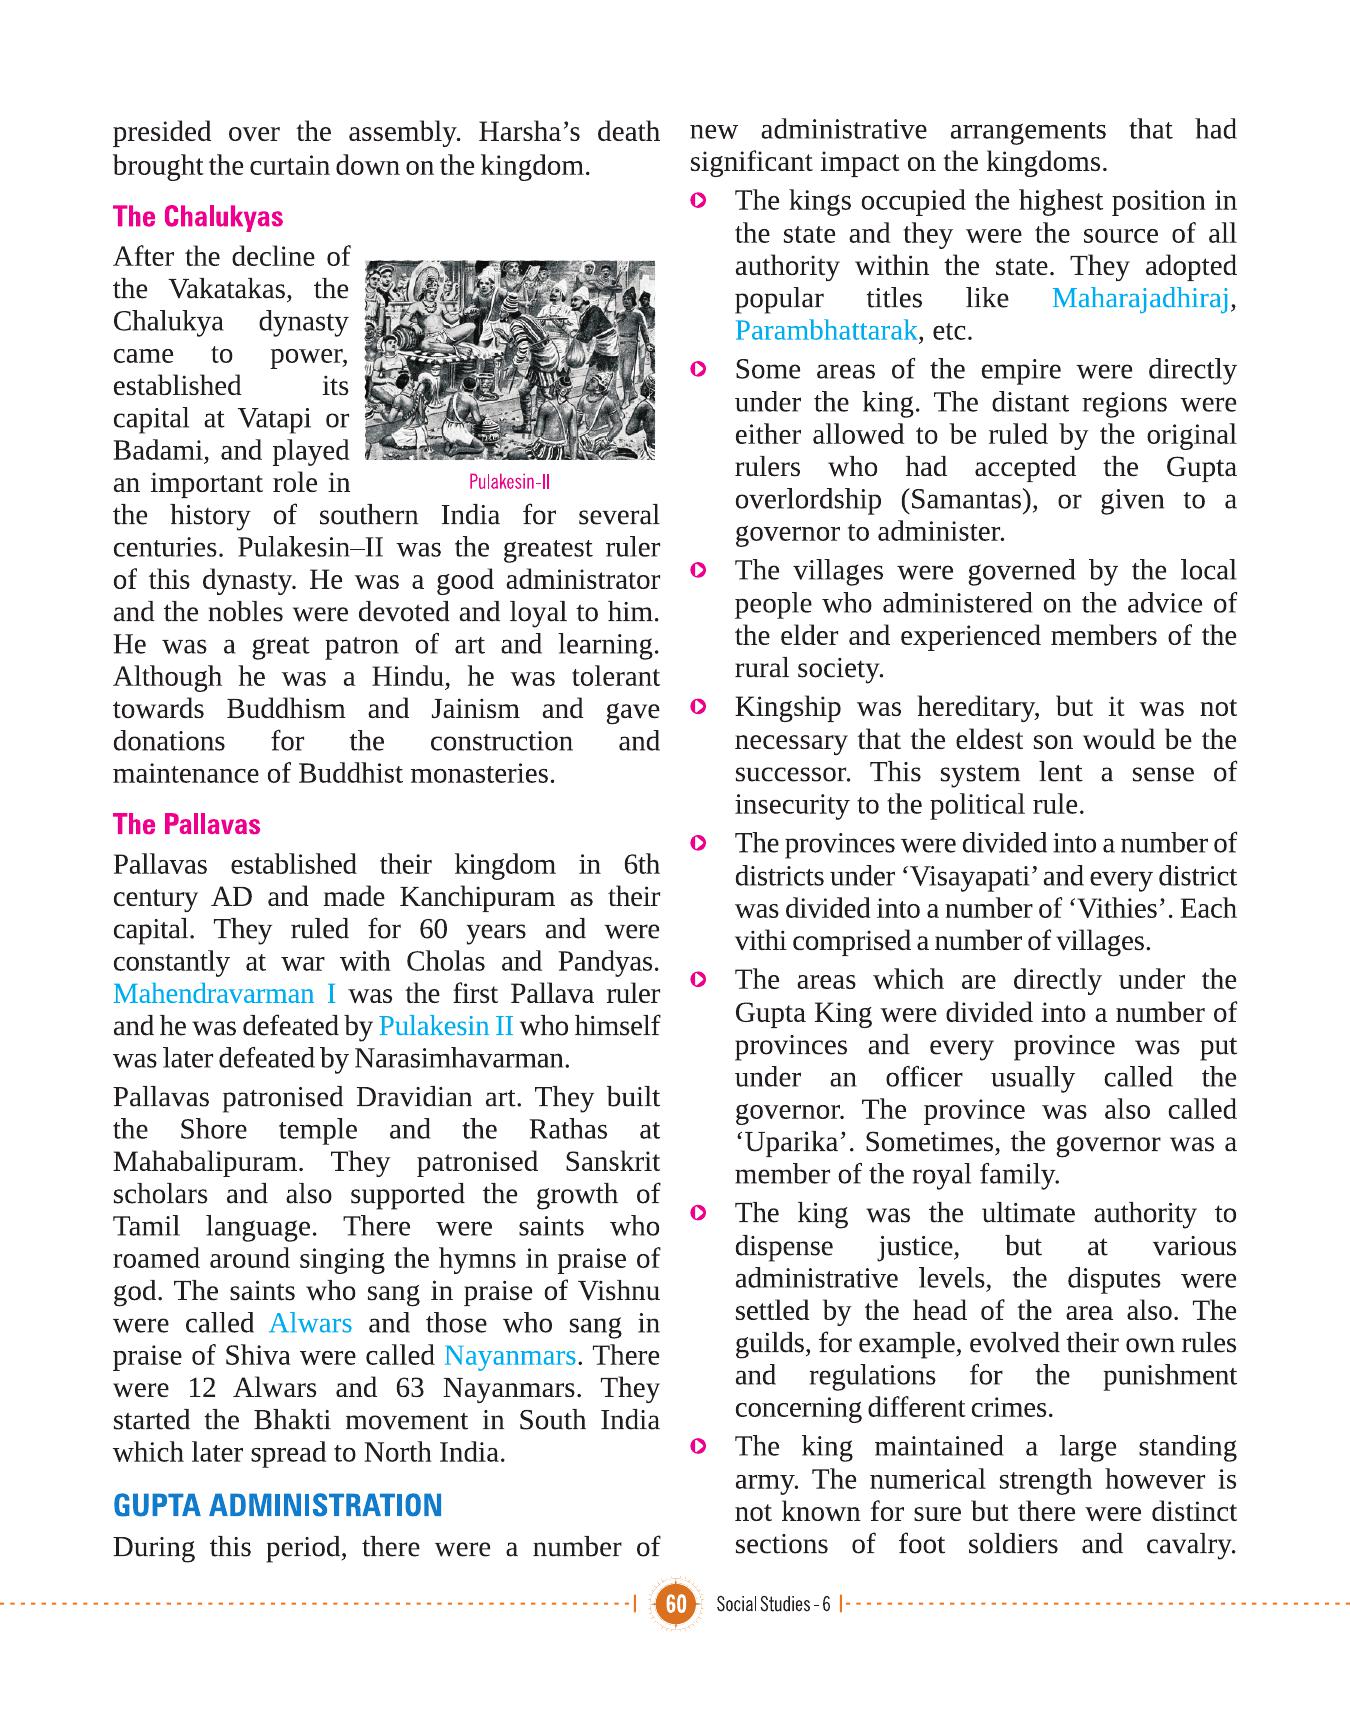 presided over the assembly. Harsha’s death
brought the curtain down on the kingdom.
The Chalukyas
After the decline of
the Vakatakas, the
Chalukya dynasty
came to power,
established its
capital at Vatapi or
Badami, and played
an important role in
Pulakesin-II
the history of southern India for several
centuries. Pulakesin–II was the greatest ruler
of this dynasty. He was a good administrator
and the nobles were devoted and loyal to him.
He was a great patron of art and learning.
Although he was a Hindu, he was tolerant
towards Buddhism and Jainism and gave
donations for the construction and
maintenance of Buddhist monasteries.
The Pallavas
Pallavas established their kingdom in 6th
century AD and made Kanchipuram as their
capital. They ruled for 60 years and were
constantly at war with Cholas and Pandyas.
Mahendravarman I was the first Pallava ruler
and he was defeated by Pulakesin II who himself
was later defeated by Narasimhavarman.
Pallavas patronised Dravidian art. They built
the Shore temple and the Rathas at
Mahabalipuram. They patronised Sanskrit
scholars and also supported the growth of
Tamil language. There were saints who
roamed around singing the hymns in praise of
god. The saints who sang in praise of Vishnu
were called Alwars and those who sang in
praise of Shiva were called Nayanmars. There
were 12 Alwars and 63 Nayanmars. They
started the Bhakti movement in South India
which later spread to North India.
GUPTA ADMINISTRATION
During this period, there were a number of
new administrative arrangements that had
significant impact on the kingdoms.
The kings occupied the highest position in
the state and they were the source of all
authority within the state. They adopted
popular titles like Maharajadhiraj,
Parambhattarak, etc.
Some areas of the empire were directly
under the king. The distant regions were
either allowed to be ruled by the original
rulers who had accepted the Gupta
overlordship (Samantas), or given to a
governor to administer.
The villages were governed by the local
people who administered on the advice of
the elder and experienced members of the
rural society.
Kingship was hereditary, but it was not
necessary that the eldest son would be the
successor. This system lent a sense of
insecurity to the political rule.
The provinces were divided into a number of
districts under ‘Visayapati’ and every district
was divided into a number of ‘Vithies’. Each
vithi comprised a number of villages.
The areas which are directly under the
Gupta King were divided into a number of
provinces and every province was put
under an officer usually called the
governor. The province was also called
‘Uparika’. Sometimes, the governor was a
member of the royal family.
The king was the ultimate authority to
dispense justice, but at various
administrative levels, the disputes were
settled by the head of the area also. The
guilds, for example, evolved their own rules
and regulations for the punishment
concerning different crimes.
The king maintained a large standing
army. The numerical strength however is
not known for sure but there were distinct
sections of foot soldiers and cavalry.
60 Social Studies - 6